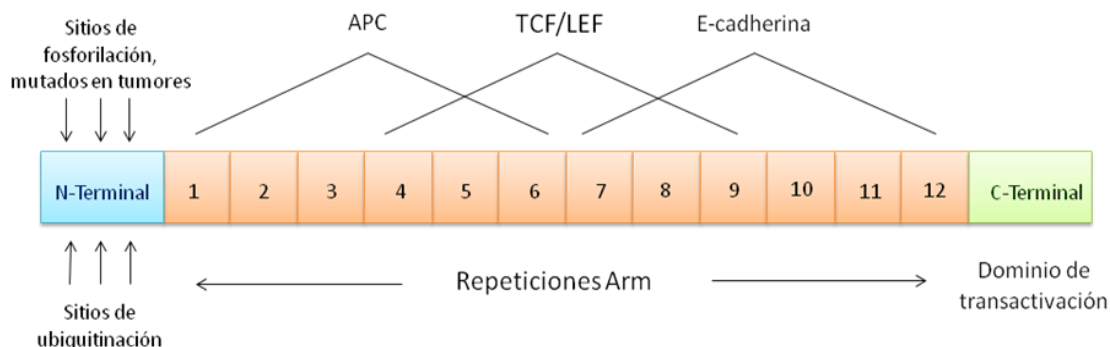 Sitios de
fosforilación,
mutados en tumores
APC
TCF/LEF
E-cadherina
N-Terminal
1
2
3
4
5
6
7
8
9
10
11
12
C-Terminal
Sitios de
ubiquitinación
Repeticiones Arm
Dominio de
transactivación